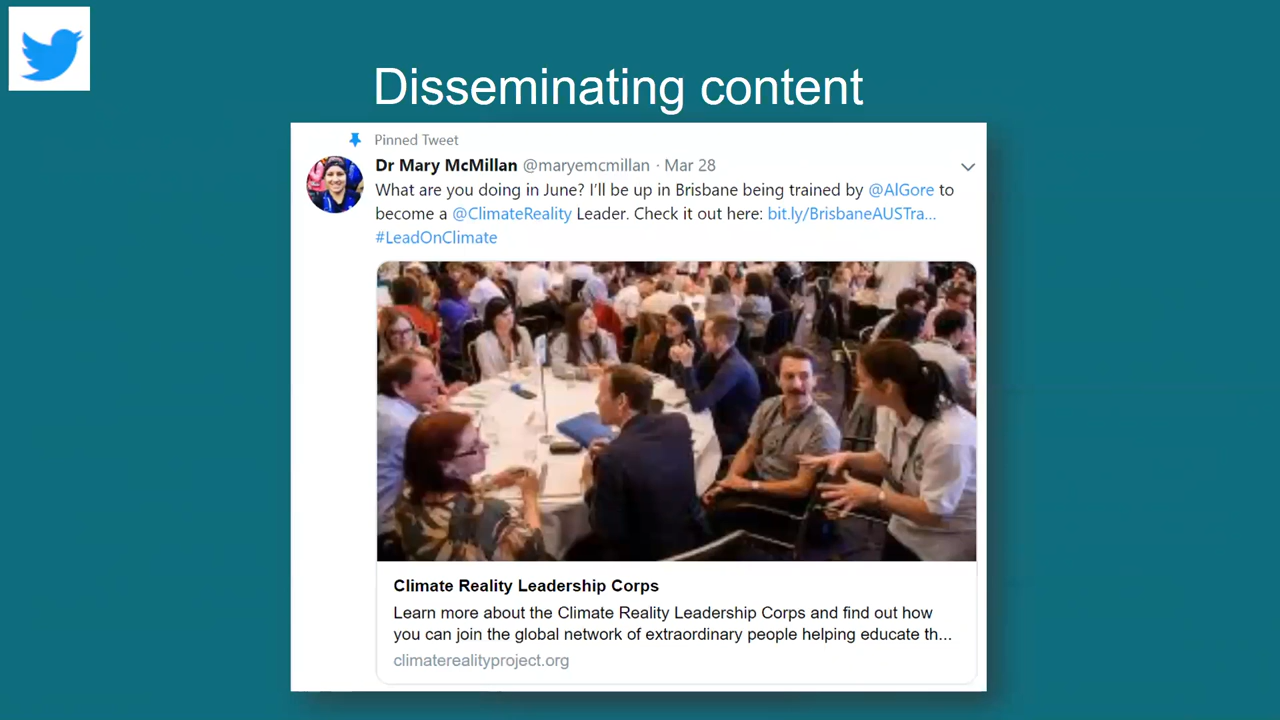 Disseminating content
Pinned Tweet
Dr Mary McMillan @maryemcmillan · Mar 28
What are you doing in June? I'll be up in Brisbane being trained by @AlGore to
become a @ClimateReality Leader. Check it out here: bit.ly/BrisbaneAUSTra...
#LeadOnClimate
Climate Reality Leadership Corps
Learn more about the Climate Reality Leadership Corps and find out how
you can join the global network of extraordinary people helping educate th...
climaterealityproject.org